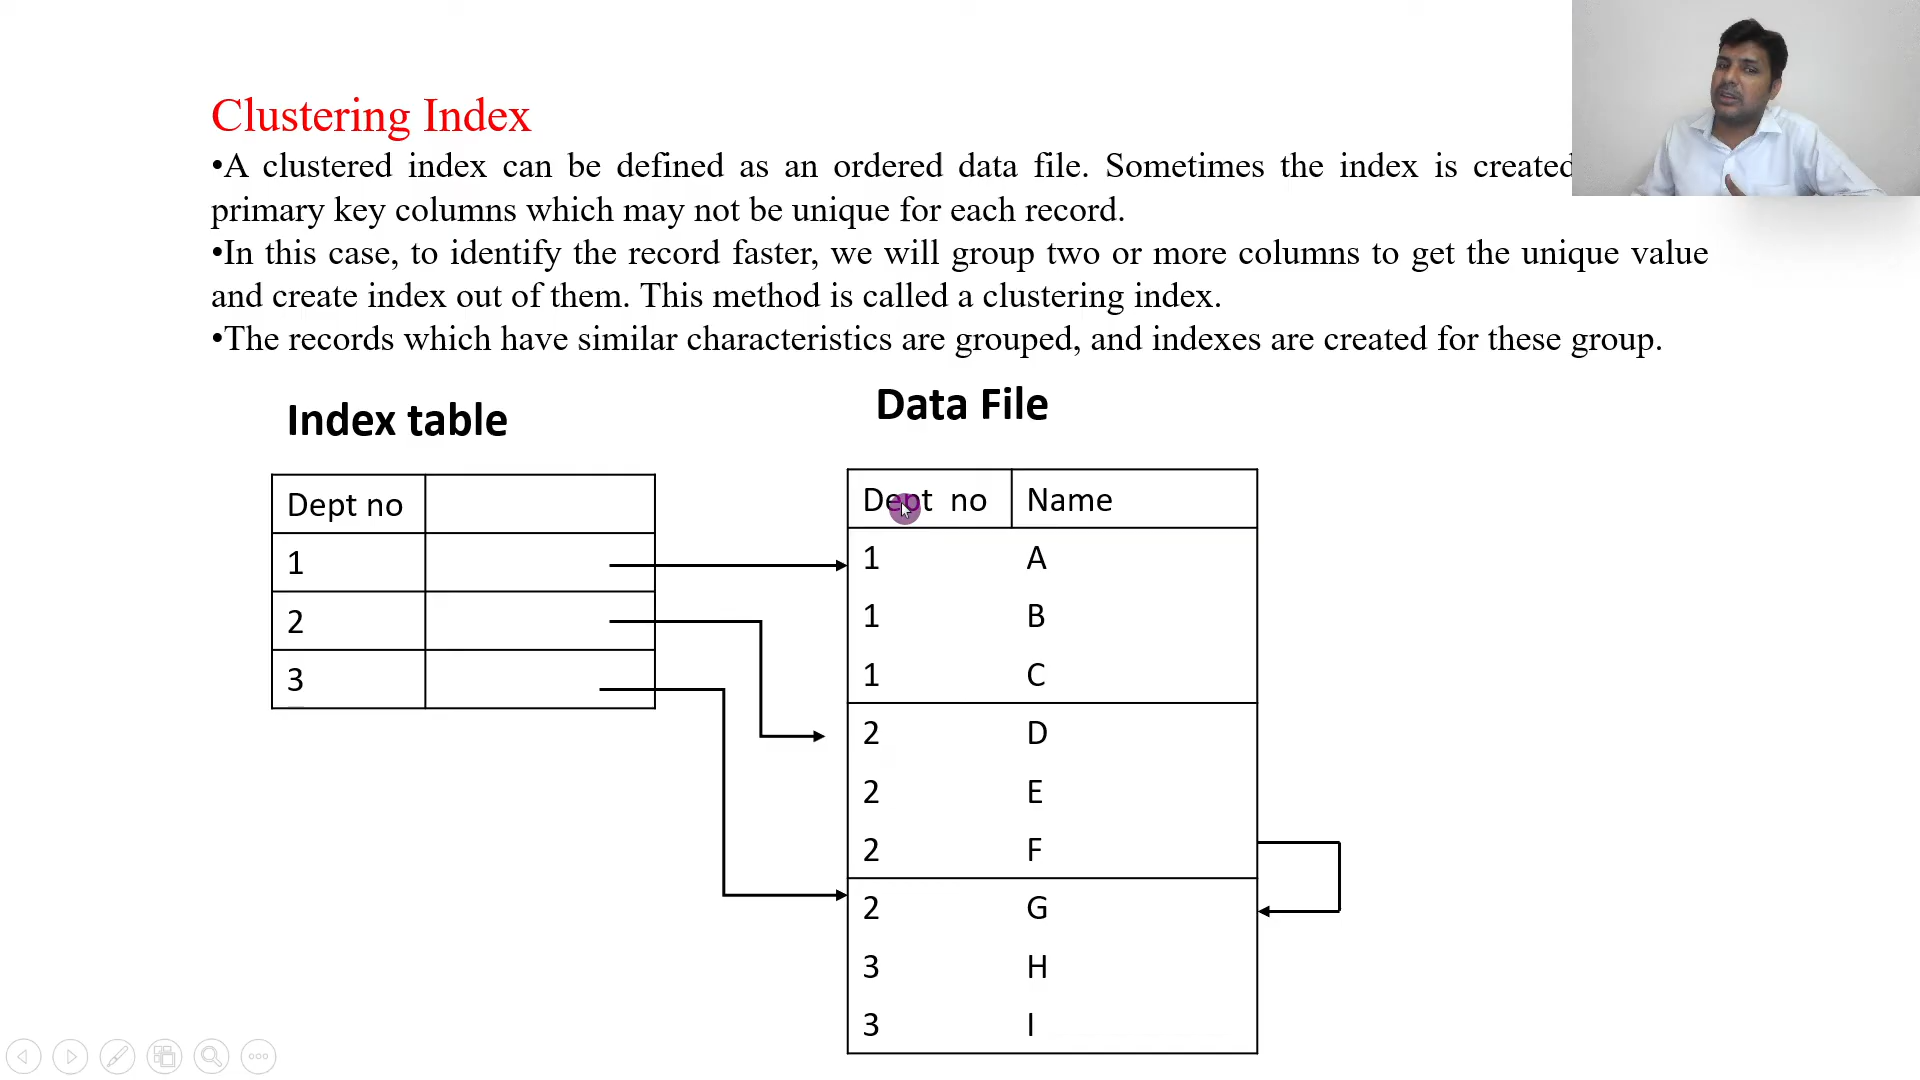 Clustering Index
•A clustered index can be defined as an ordered data file. Sometimes the index is created
primary key columns which may not be unique for each record.
•In this case, to identify the record faster, we will group two or more columns to get the unique value
and create index out of them. This method is called a clustering index.
•The records which have similar characteristics are grouped, and indexes are created for these group.
Index table
Dept no
1
2
3
Data File
Dept no Name
1 A
1 B
1 C
2 D
2 E
2 F
2 G
3 H
3 I